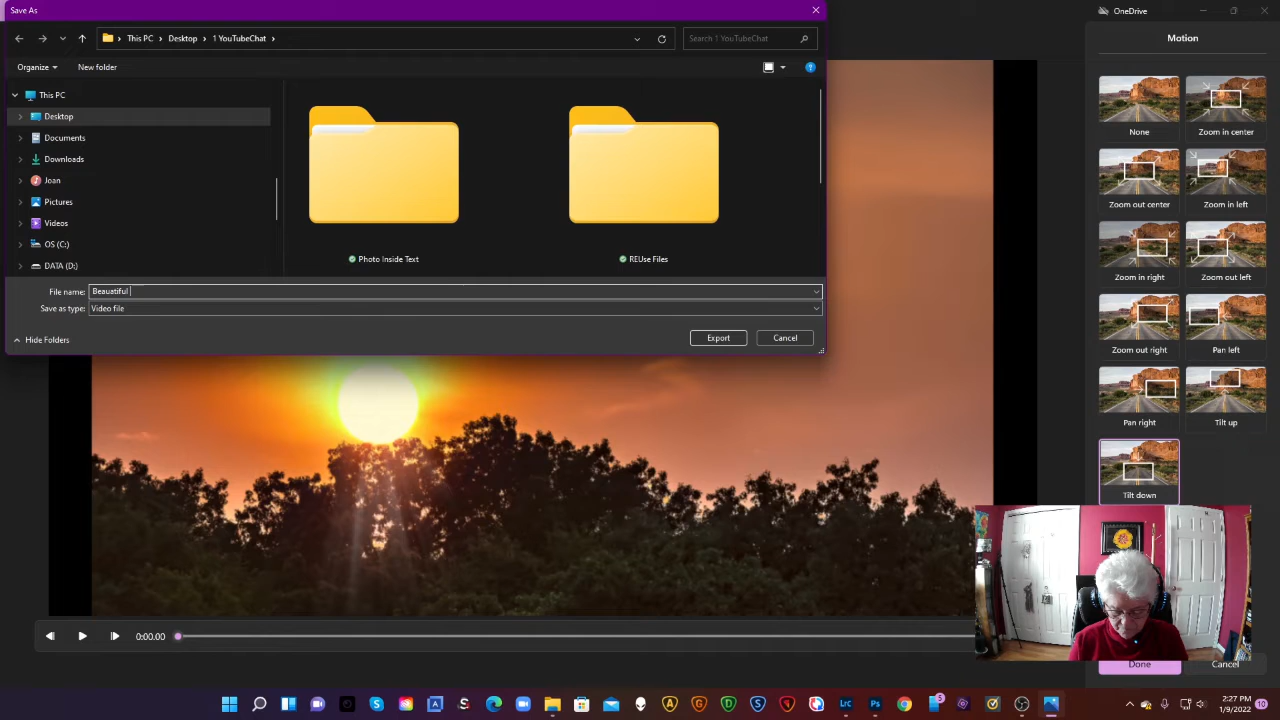 Save As
OneDrive
This PC
Desktop
1 YouTubeChat
Search 1 YouTubeChat
Organize
New folder
This PC
Desktop
Documents
Downloads
Joan
Pictures
Videos
OS (C:)
DATA (D:)
Photo Inside Text
REUse Files
File name: Beauatiful
Save as type: Video file
Hide Folders
Export
Cancel
Motion
None
Zoom in center
Zoom out center
Zoom in left
Zoom in right
Zoom out left
Zoom out right
Pan left
Pan right
Tilt up
Tilt down
Done
Cancel
0:00.00
2:27 PM
1/9/2022